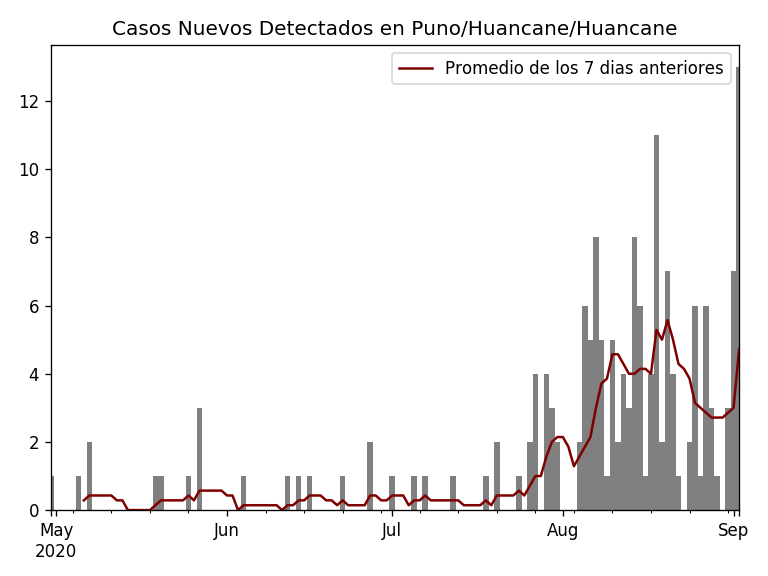 Casos Nuevos Detectados en Puno/Huancane/Huancane
Promedio de los 7 dias anteriores
12
10
8
6
4
2
0
May Jun Jul Aug Sep
2020